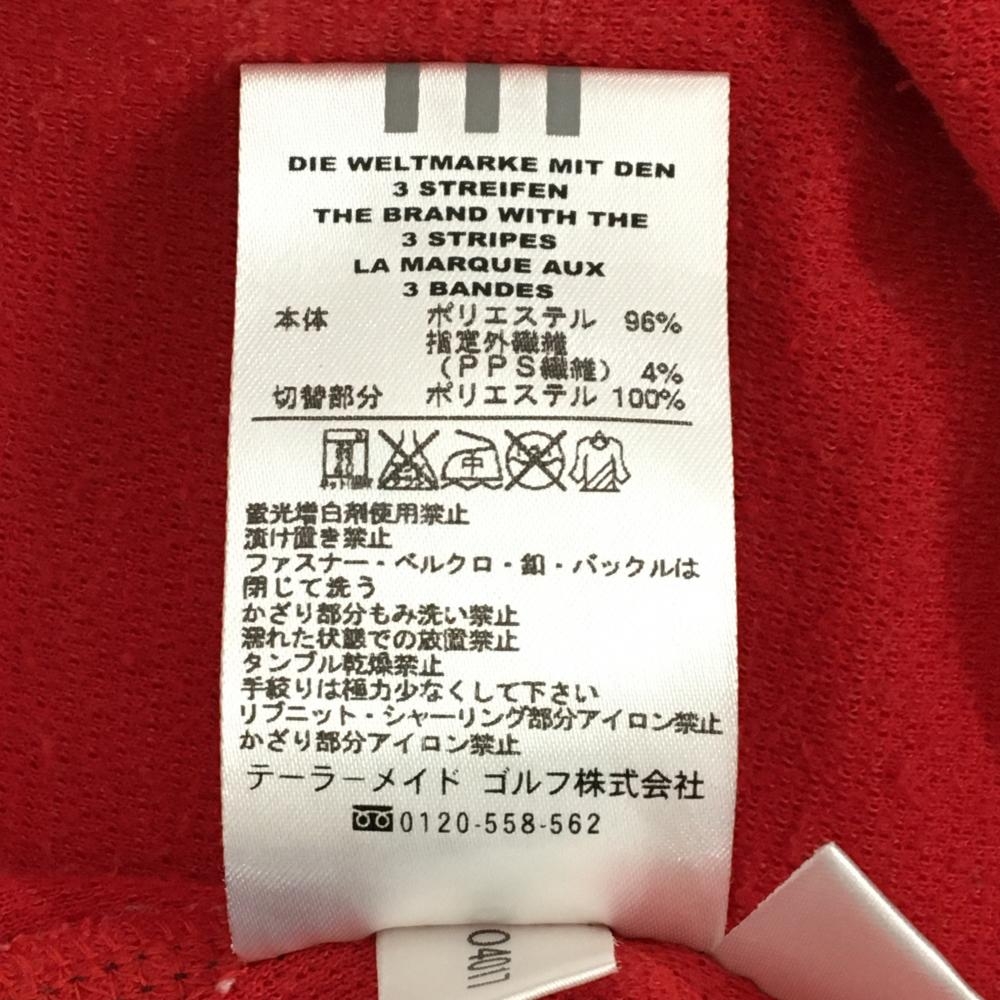 DIE WELTMARKE MIT DEN
3 STREIFEN
THE BRAND WITH THE
3 STRIPES
LA MARQUE AUX
3 BANDES
本体 ポリエステル 96%
指定外繊維
(PPS繊維) 4%
切替部分 ポリエステル 100%
40
中
蛍光増白剤使用禁止
漬け置き禁止
ファスナー・ベルクロ・釦・バックルは
閉じて洗う
かざり部分もみ洗い禁止
濡れた状態での放置禁止
タンブル乾燥禁止
手絞りは極力少なくして下さい
リブニット・シャーリング部分アイロン禁止
かざり部分アイロン禁止
テーラーメイド ゴルフ株式会社
0120-558-562
04017